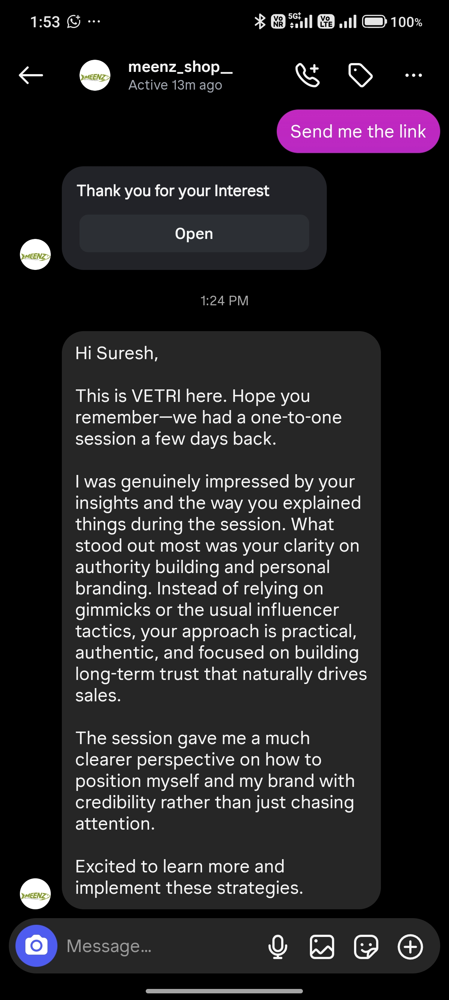 1:53
Vo NR 5G Vo LTE 100%
meenz_shop__
Active 13m ago
Send me the link
Thank you for your Interest
Open
MEENZ
1:24 PM
Hi Suresh,
This is VETRI here. Hope you
remember—we had a one-to-one
session a few days back.
I was genuinely impressed by your
insights and the way you explained
things during the session. What
stood out most was your clarity on
authority building and personal
branding. Instead of relying on
gimmicks or the usual influencer
tactics, your approach is practical,
authentic, and focused on building
long-term trust that naturally drives
sales.
The session gave me a much
clearer perspective on how to
position myself and my brand with
credibility rather than just chasing
attention.
Excited to learn more and
implement these strategies.
MEENZ
Message...